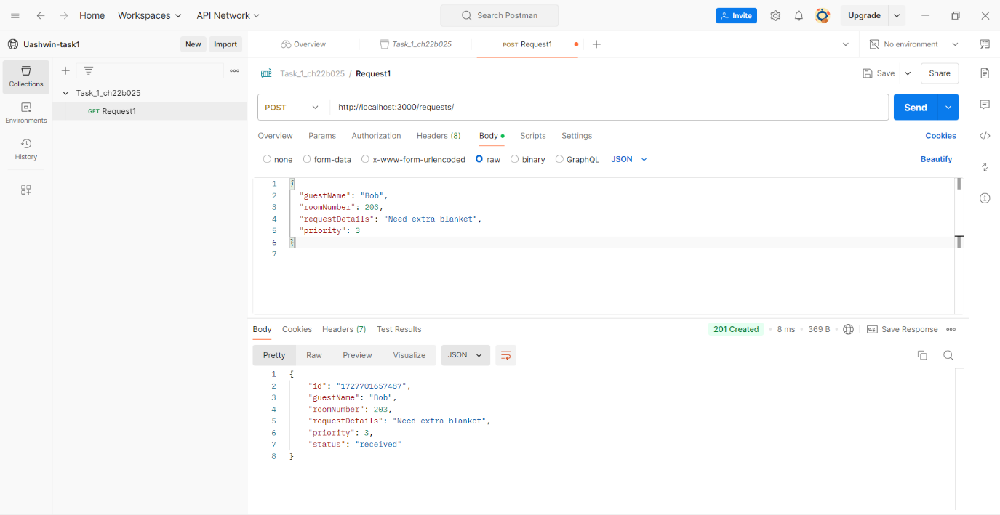 Home Workspaces API Network Search Postman Invite Upgrade
Uashwin-task1 New Import Overview Task_1_ch22b025 POST Request1 No environment
Collections
Environments
History
Task_1_ch22b025
GET Request1
HTTP Task_1_ch22b025 / Request1 Save Share
POST http://localhost:3000/requests/ Send
Overview Params Authorization Headers (8) Body Scripts Settings Cookies
none form-data x-www-form-urlencoded raw binary GraphQL JSON Beautify
1 {
2 "guestName": "Bob",
3 "roomNumber": 203,
4 "requestDetails": "Need extra blanket",
5 "priority": 3
6 }
7
Body Cookies Headers (7) Test Results 201 Created 8 ms 369 B e.g. Save Response
Pretty Raw Preview Visualize JSON
1 {
2 "id": "1727701657487",
3 "guestName": "Bob",
4 "roomNumber": 203,
5 "requestDetails": "Need extra blanket",
6 "priority": 3,
7 "status": "received"
8 }